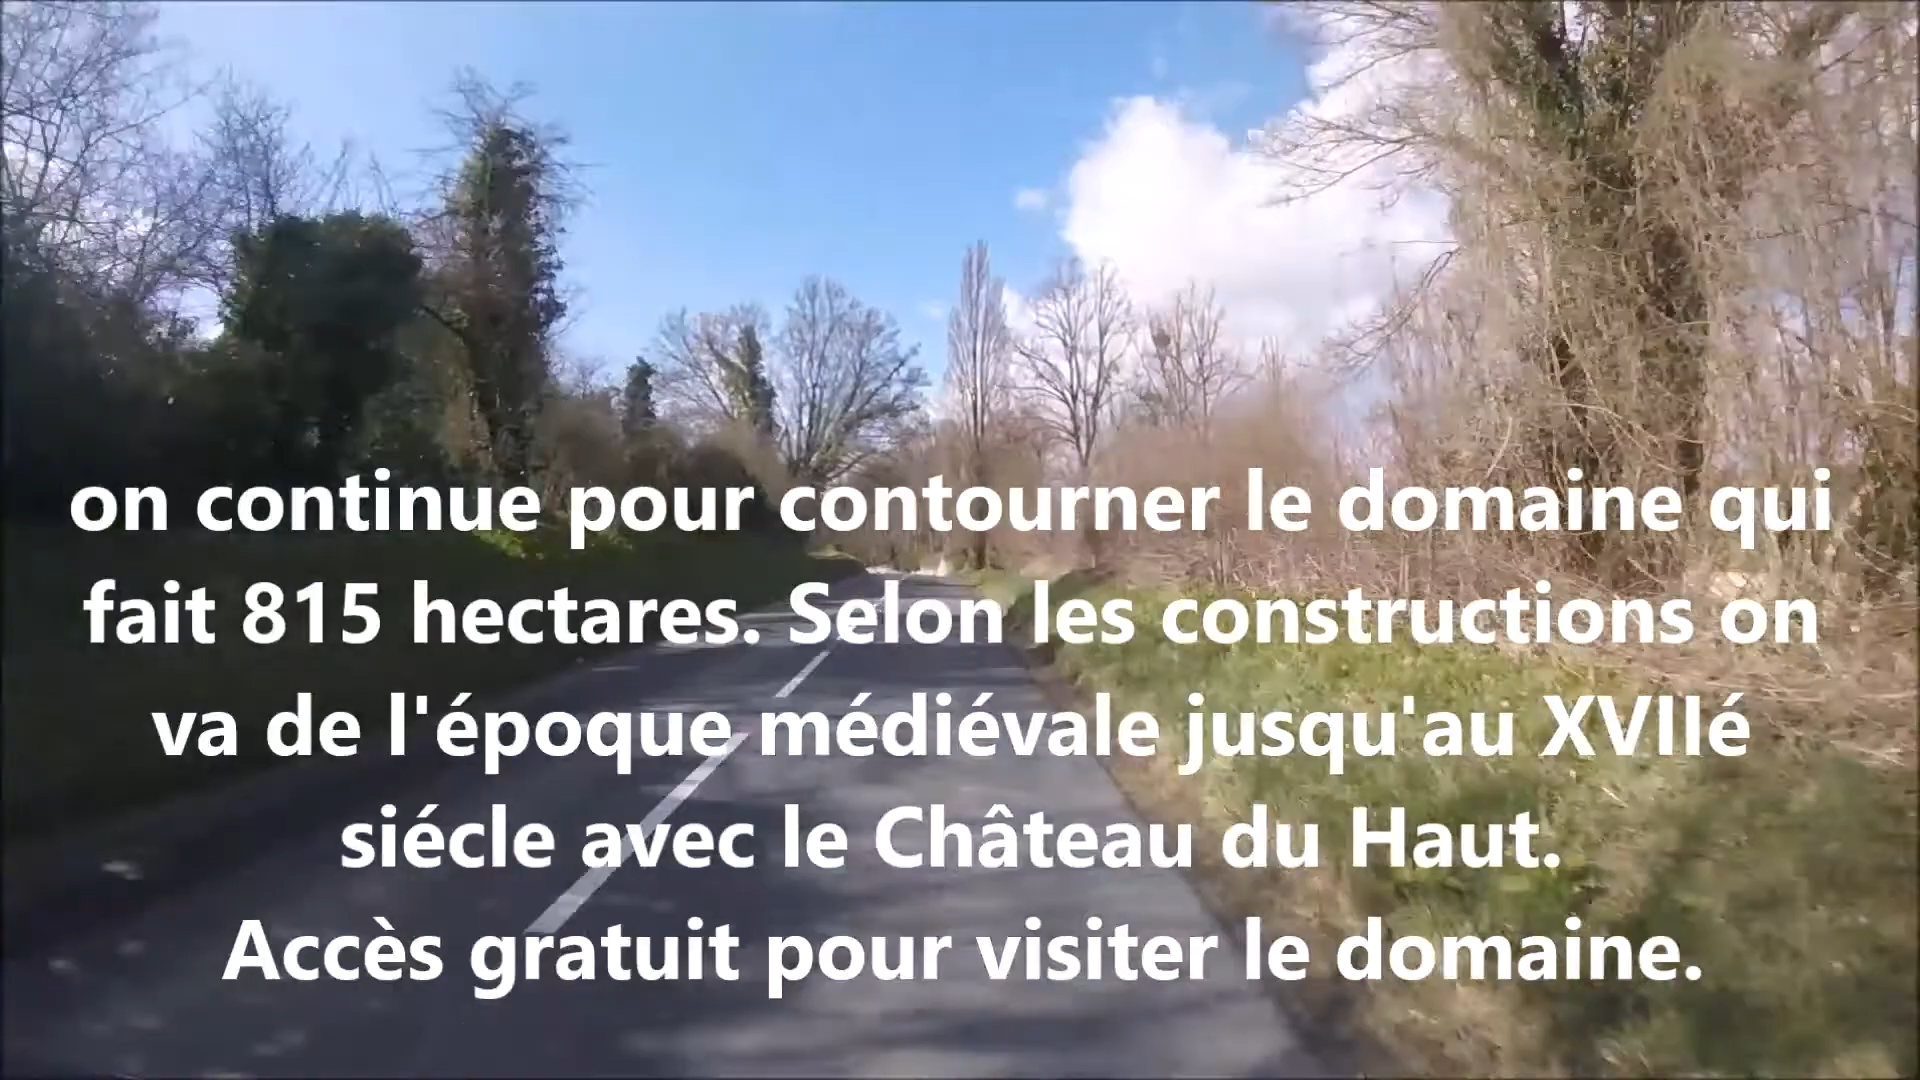 on continue pour contourner le domaine qui
fait 815 hectares. Selon les constructions on
va de l'époque médiévale jusqu'au XVIIé
siécle avec le Château du Haut.
Accès gratuit pour visiter le domaine.